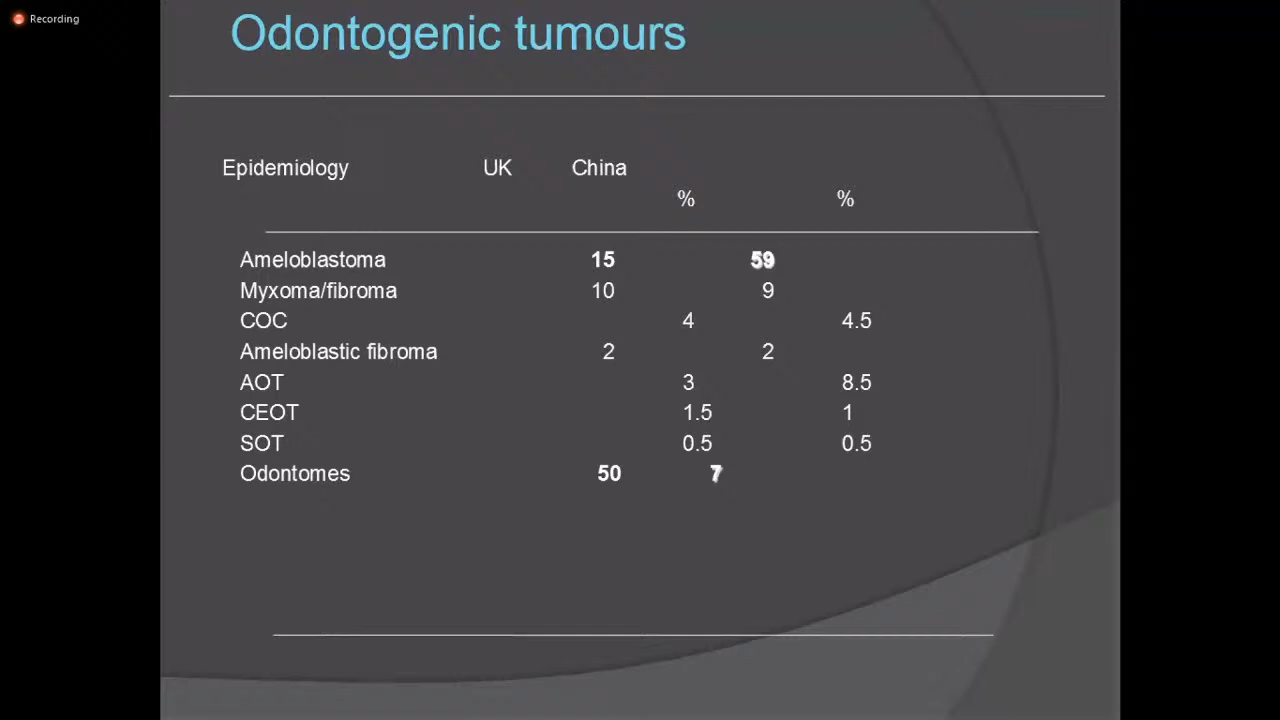 Recording
Odontogenic tumours
Epidemiology UK China
% %
Ameloblastoma 15 59
Myxoma/fibroma 10 9
COC 4 4.5
Ameloblastic fibroma 2 2
AOT 3 8.5
CEOT 1.5 1
SOT 0.5 0.5
Odontomes 50 7